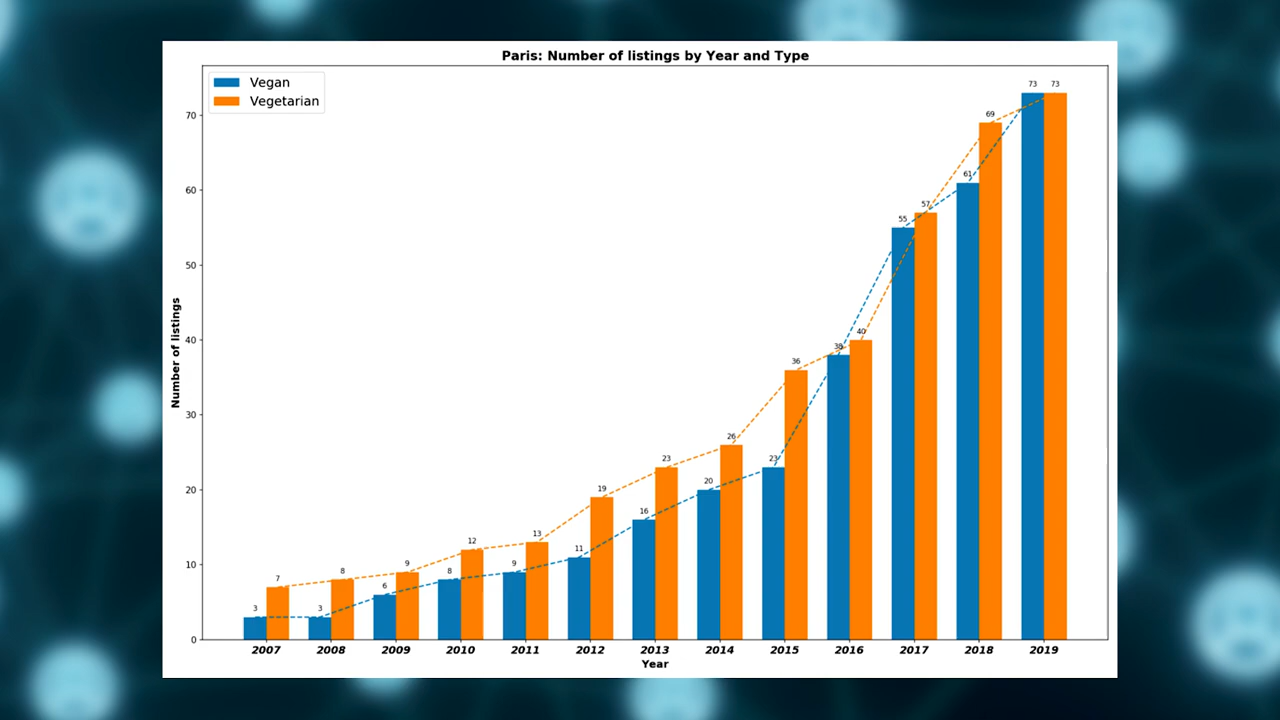 Paris: Number of listings by Year and Type
Vegan
Vegetarian
Number of listings
70
60
50
40
30
20
10
0
3 7 3 8 6 9 8 12 9 13 11 19 16 23 20 26 23 36 38 40 55 57 61 69 73 73
2007 2008 2009 2010 2011 2012 2013 2014 2015 2016 2017 2018 2019
Year